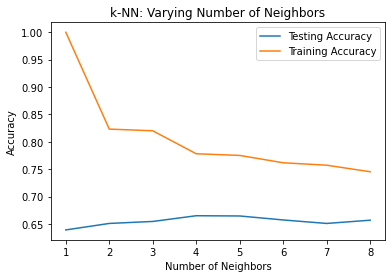 k-NN: Varying Number of Neighbors
Testing Accuracy
Training Accuracy
1.00
0.95
0.90
0.85
0.80
0.75
0.70
0.65
Accuracy
1 2 3 4 5 6 7 8
Number of Neighbors